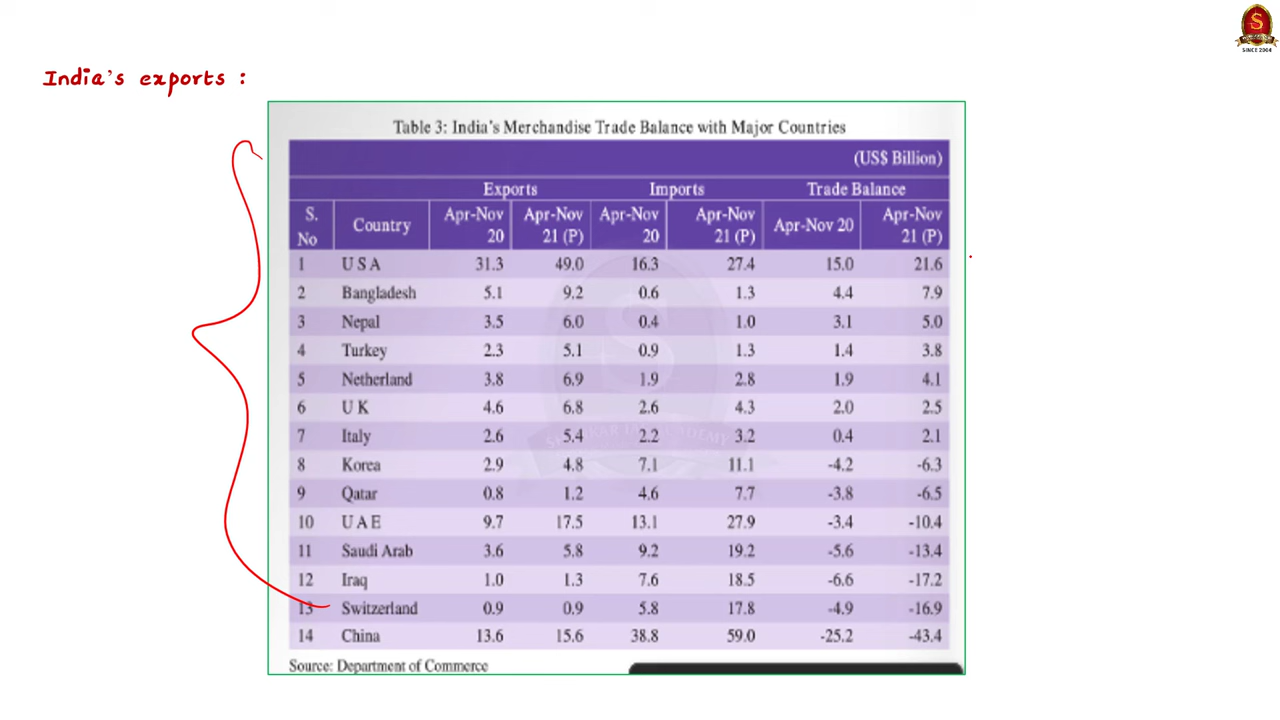 SINCE 2004
India's exports :
Table 3: India's Merchandise Trade Balance with Major Countries
(US$ Billion)
Exports Imports Trade Balance
S. No Country Apr-Nov 20 Apr-Nov 21 (P) Apr-Nov 20 Apr-Nov 21 (P) Apr-Nov 20 Apr-Nov 21 (P)
1 U S A 31.3 49.0 16.3 27.4 15.0 21.6
2 Bangladesh 5.1 9.2 0.6 1.3 4.4 7.9
3 Nepal 3.5 6.0 0.4 1.0 3.1 5.0
4 Turkey 2.3 5.1 0.9 1.3 1.4 3.8
5 Netherland 3.8 6.9 1.9 2.8 1.9 4.1
6 U K 4.6 6.8 2.6 4.3 2.0 2.5
7 Italy 2.6 5.4 2.2 3.2 0.4 2.1
8 Korea 2.9 4.8 7.1 11.1 -4.2 -6.3
9 Qatar 0.8 1.2 4.6 7.7 -3.8 -6.5
10 U A E 9.7 17.5 13.1 27.9 -3.4 -10.4
11 Saudi Arab 3.6 5.8 9.2 19.2 -5.6 -13.4
12 Iraq 1.0 1.3 7.6 18.5 -6.6 -17.2
13 Switzerland 0.9 0.9 5.8 17.8 -4.9 -16.9
14 China 13.6 15.6 38.8 59.0 -25.2 -43.4
Source: Department of Commerce